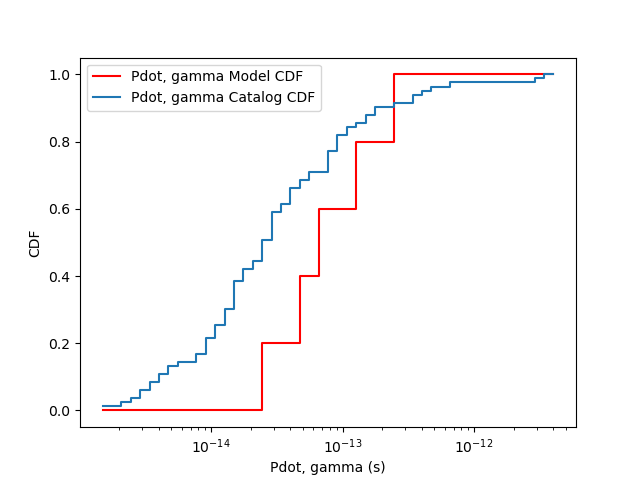 Pdot, gamma Model CDF
Pdot, gamma Catalog CDF
1.0
0.8
0.6
0.4
0.2
0.0
CDF
10⁻¹⁴ 10⁻¹³ 10⁻¹²
Pdot, gamma (s)